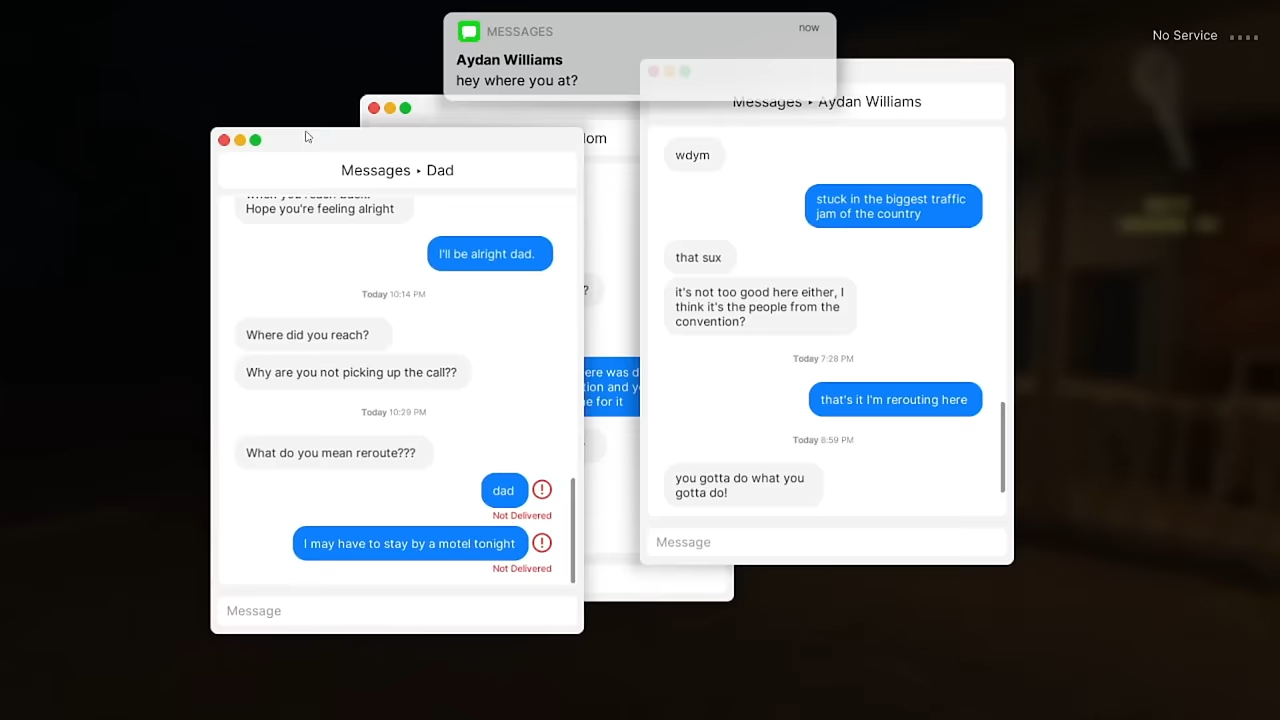 MESSAGES
now
Aydan Williams
hey where you at?
No Service
Messages ‣ Dad
Hope you're feeling alright
I'll be alright dad.
Today 10:14 PM
Where did you reach?
Why are you not picking up the call??
Today 10:29 PM
What do you mean reroute???
dad
Not Delivered
I may have to stay by a motel tonight
Not Delivered
Message
?
Messages ‣ Aydan Williams
wdym
stuck in the biggest traffic
jam of the country
that sux
it's not too good here either, I
think it's the people from the
convention?
Today 7:28 PM
that's it I'm rerouting here
Today 8:59 PM
you gotta do what you
gotta do!
Message